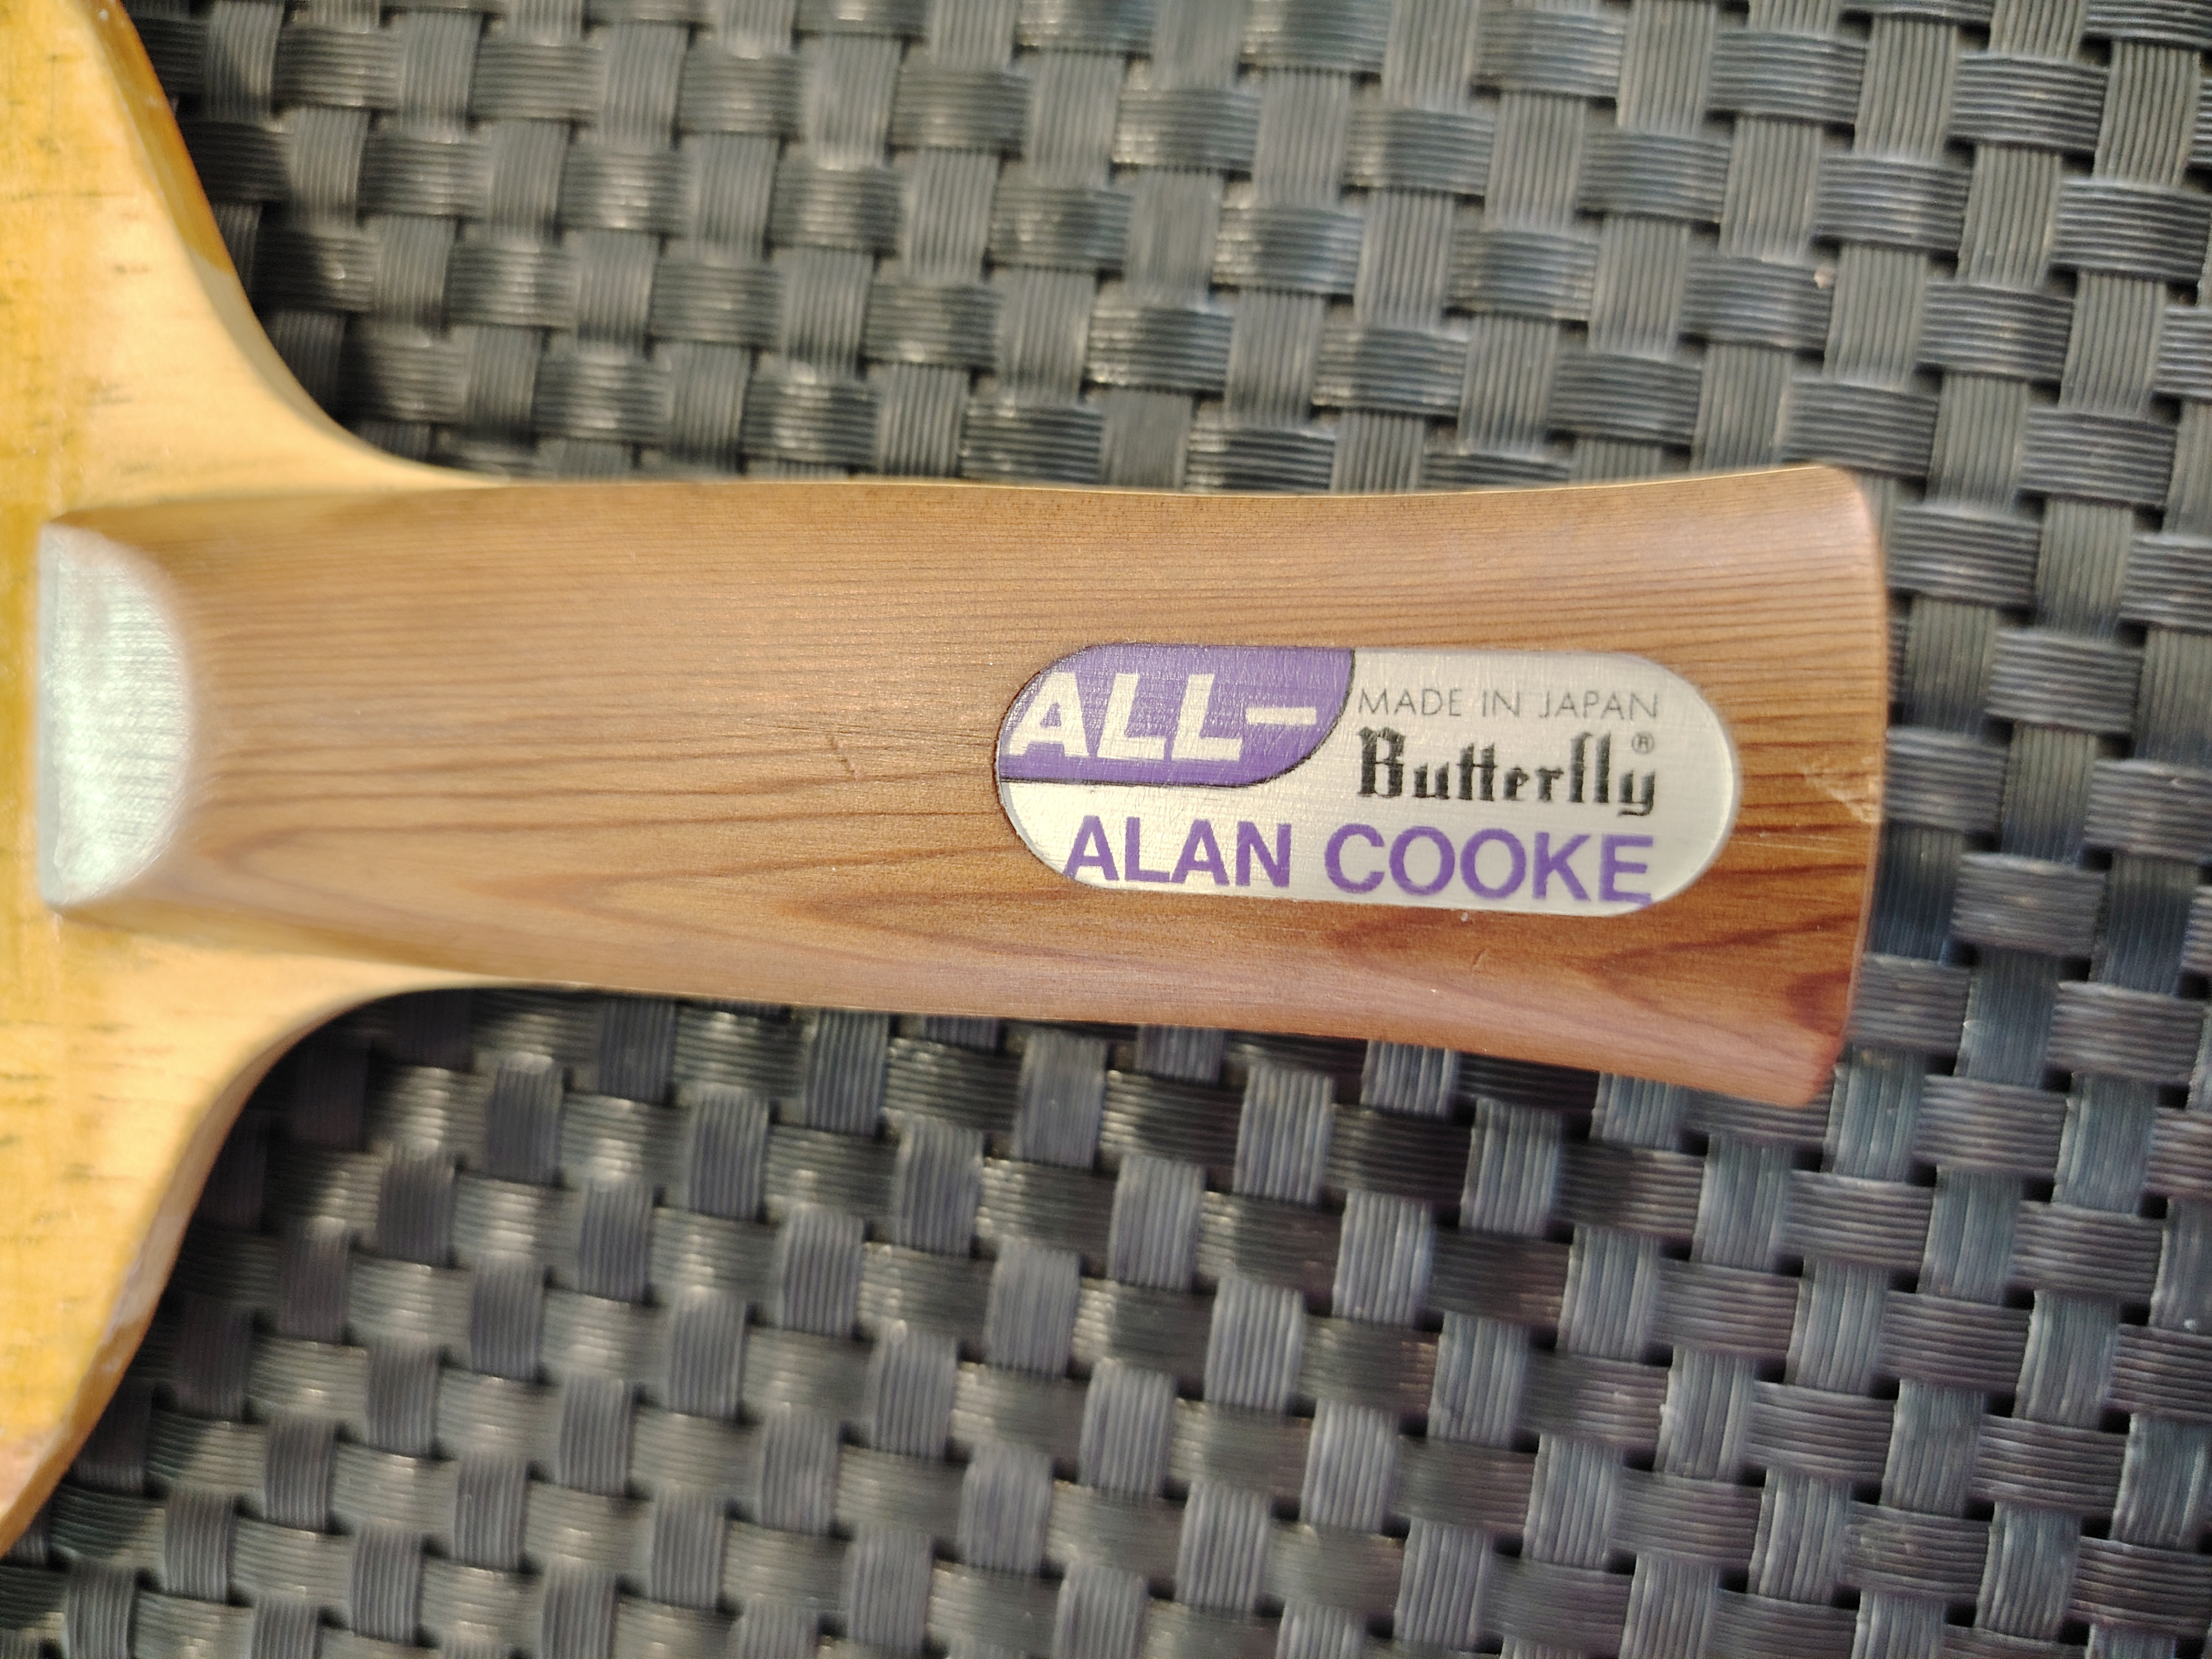 ALL-
MADE IN JAPAN
Butterfly®
ALAN COOKE